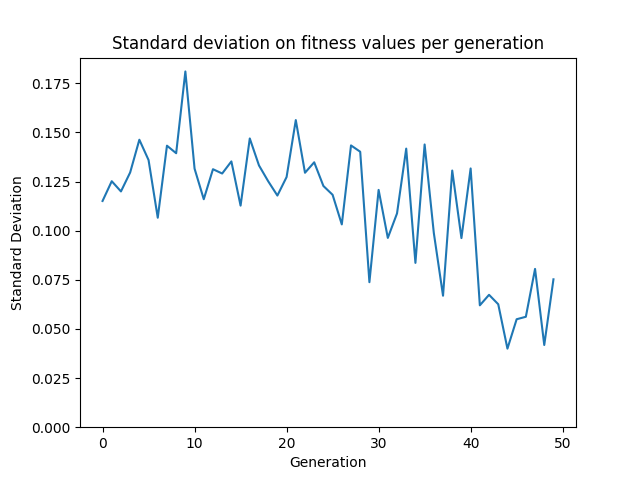 Standard deviation on fitness values per generation
0.175
0.150
0.125
0.100
0.075
0.050
0.025
0.000
Standard Deviation
0 10 20 30 40 50
Generation